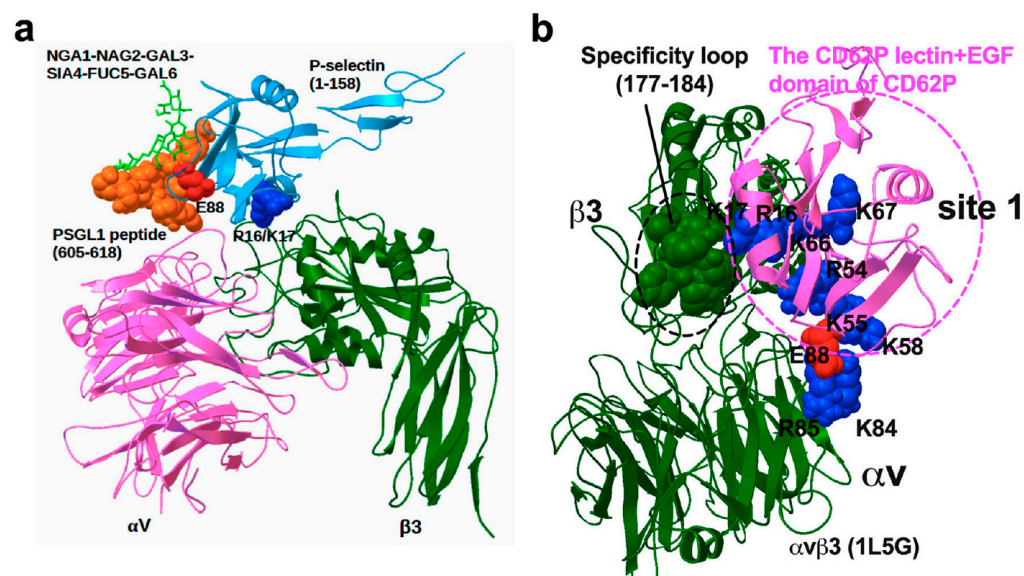 a
NGA1-NAG2-GAL3-
SIA4-FUC5-GAL6
P-selectin
(1-158)
E88
R16/K17
PSGL1 peptide
(605-618)
αV
β3
b
Specificity loop
(177-184)
The CD62P lectin+EGF
domain of CD62P
β3
K17
R16
K67
site 1
K66
R54
K55
K58
E88
R85
K84
αV
αvβ3 (1L5G)